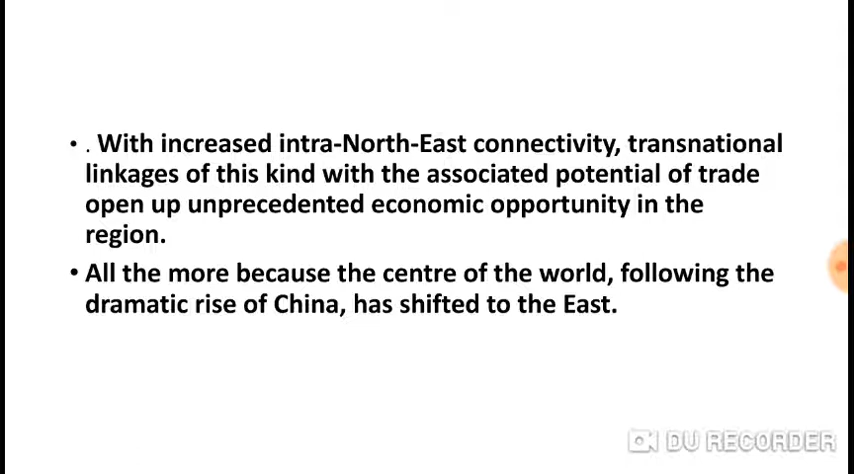 • . With increased intra-North-East connectivity, transnational
linkages of this kind with the associated potential of trade
open up unprecedented economic opportunity in the
region.
• All the more because the centre of the world, following the
dramatic rise of China, has shifted to the East.
DU RECORDER